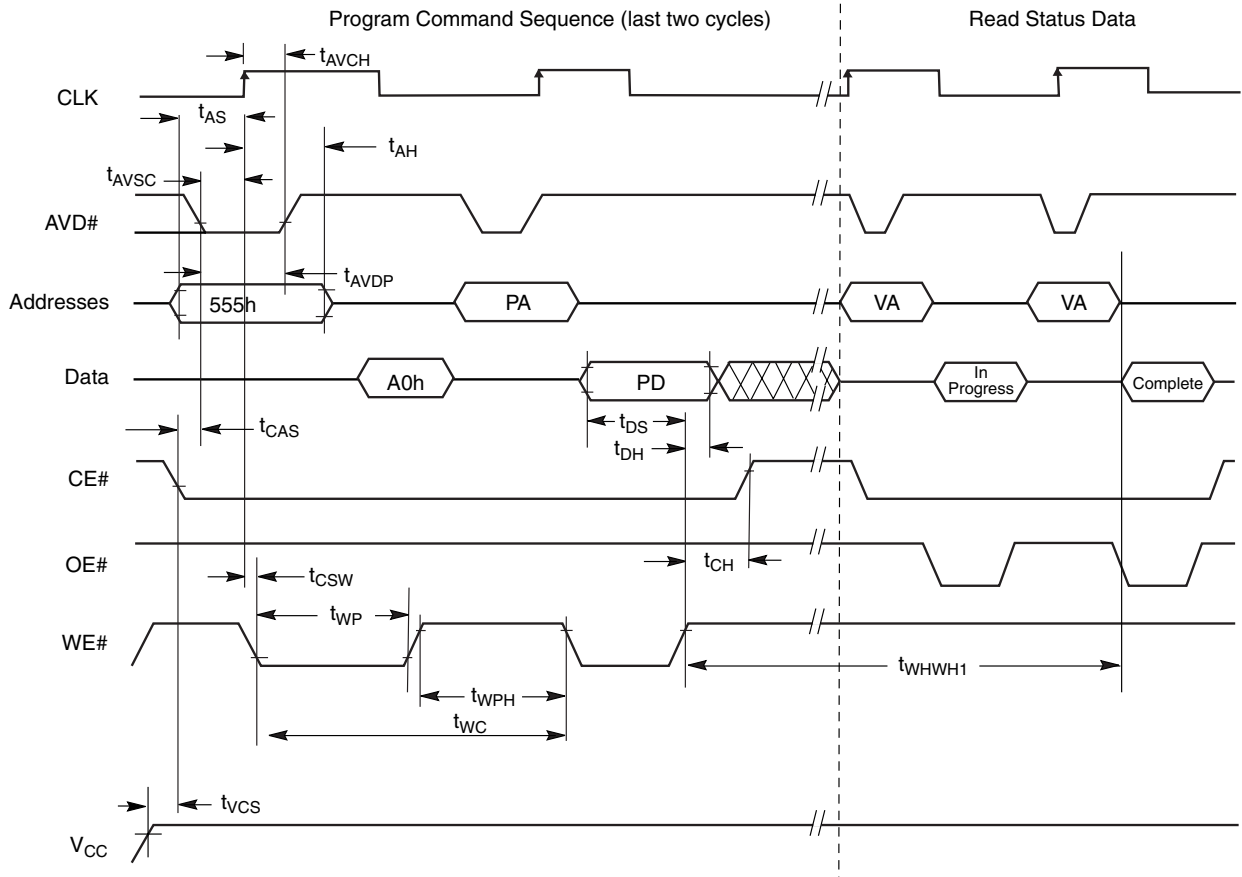 Program Command Sequence (last two cycles)
Read Status Data
tAVCH
CLK
tAS
tAH
tAVSC
AVD#
tAVDP
Addresses
555h
PA
VA
VA
Data
A0h
PD
In
Progress
Complete
tCAS
tDS
tDH
CE#
OE#
tCH
tCSW
tWP
WE#
tWHWH1
tWPH
tWC
tVCS
VCC